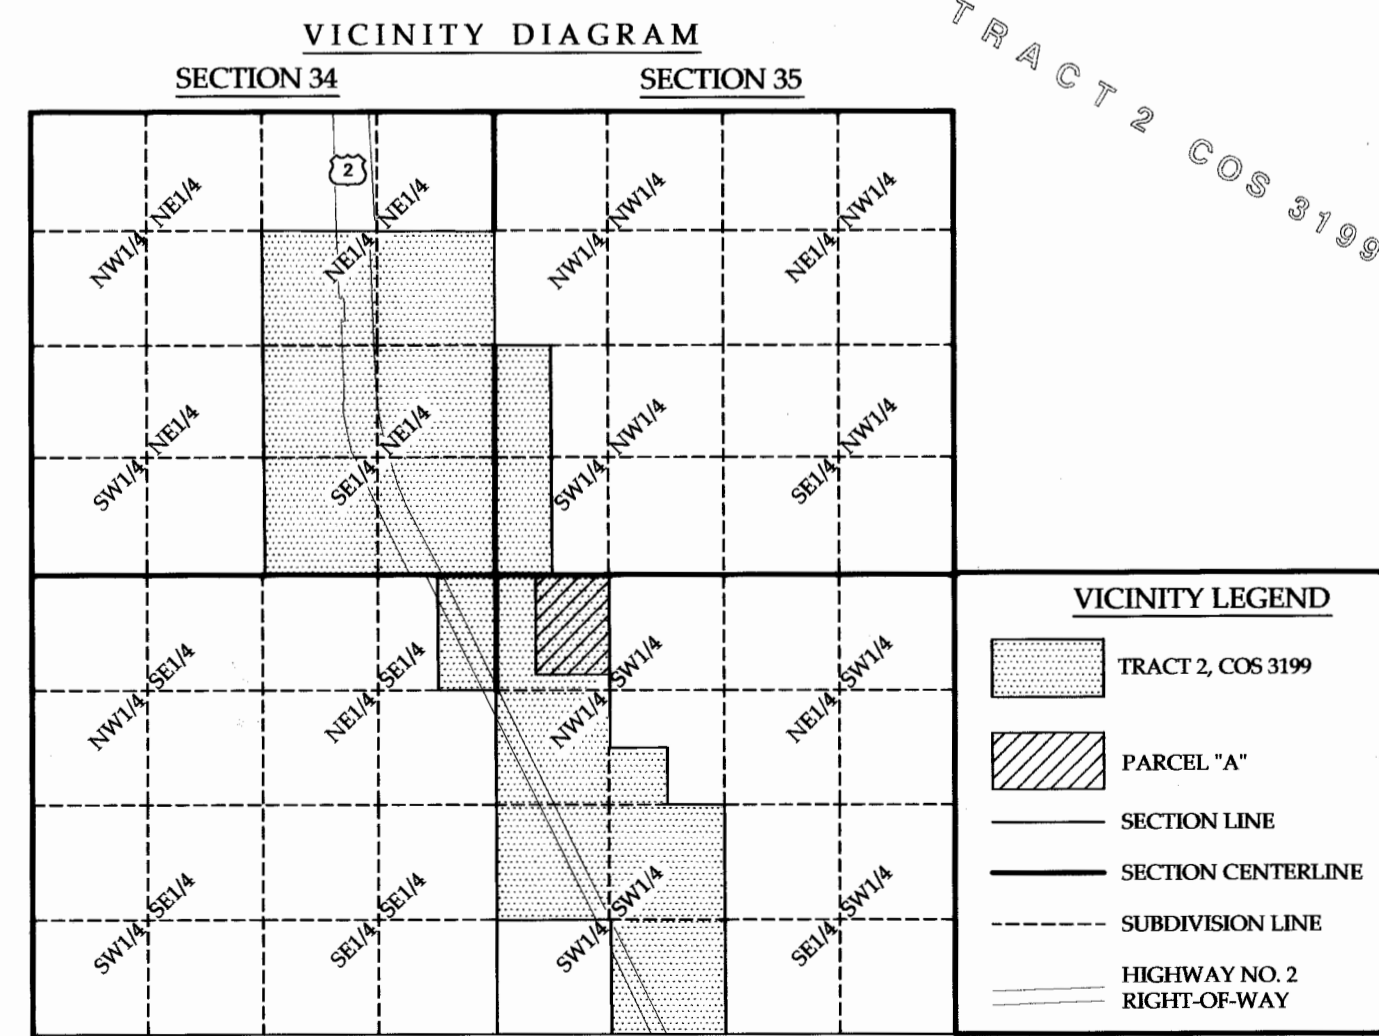 VICINITY DIAGRAM
SECTION 34
SECTION 35
TRACT 2 COS 3199
2
NW1/4 NE1/4
NE1/4 NE1/4
NW1/4 NW1/4
NE1/4 NW1/4
SW1/4 NE1/4
SE1/4 NE1/4
SW1/4 NW1/4
SE1/4 NW1/4
NW1/4 SE1/4
NE1/4 SE1/4
NW1/4 SW1/4
NE1/4 SW1/4
SW1/4 SE1/4
SE1/4 SE1/4
SW1/4 SW1/4
SE1/4 SW1/4
VICINITY LEGEND
TRACT 2, COS 3199
PARCEL "A"
SECTION LINE
SECTION CENTERLINE
SUBDIVISION LINE
HIGHWAY NO. 2
RIGHT-OF-WAY